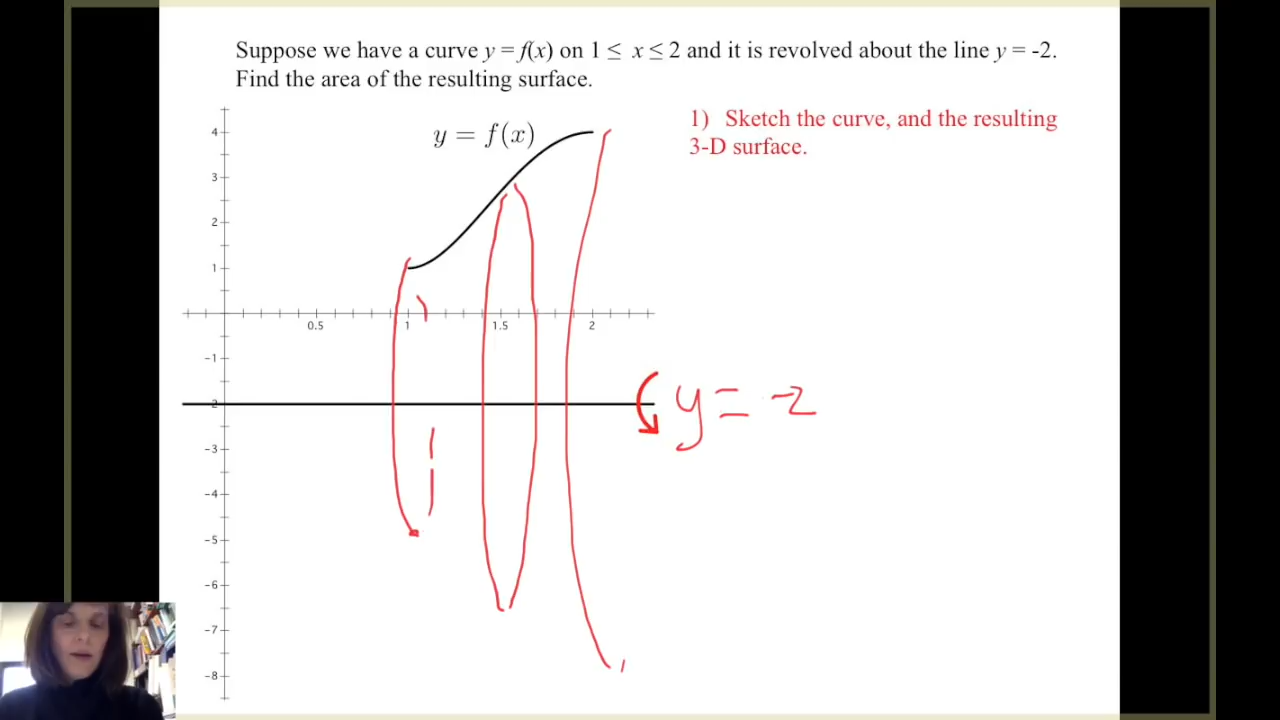 Suppose we have a curve y = f(x) on 1 ≤ x ≤ 2 and it is revolved about the line y = -2.
Find the area of the resulting surface.
1) Sketch the curve, and the resulting
3-D surface.
y = f(x)
4
3
2
1
0.5 1 1.5 2
-1
-2
-3
-4
-5
-6
-7
-8
y = -2